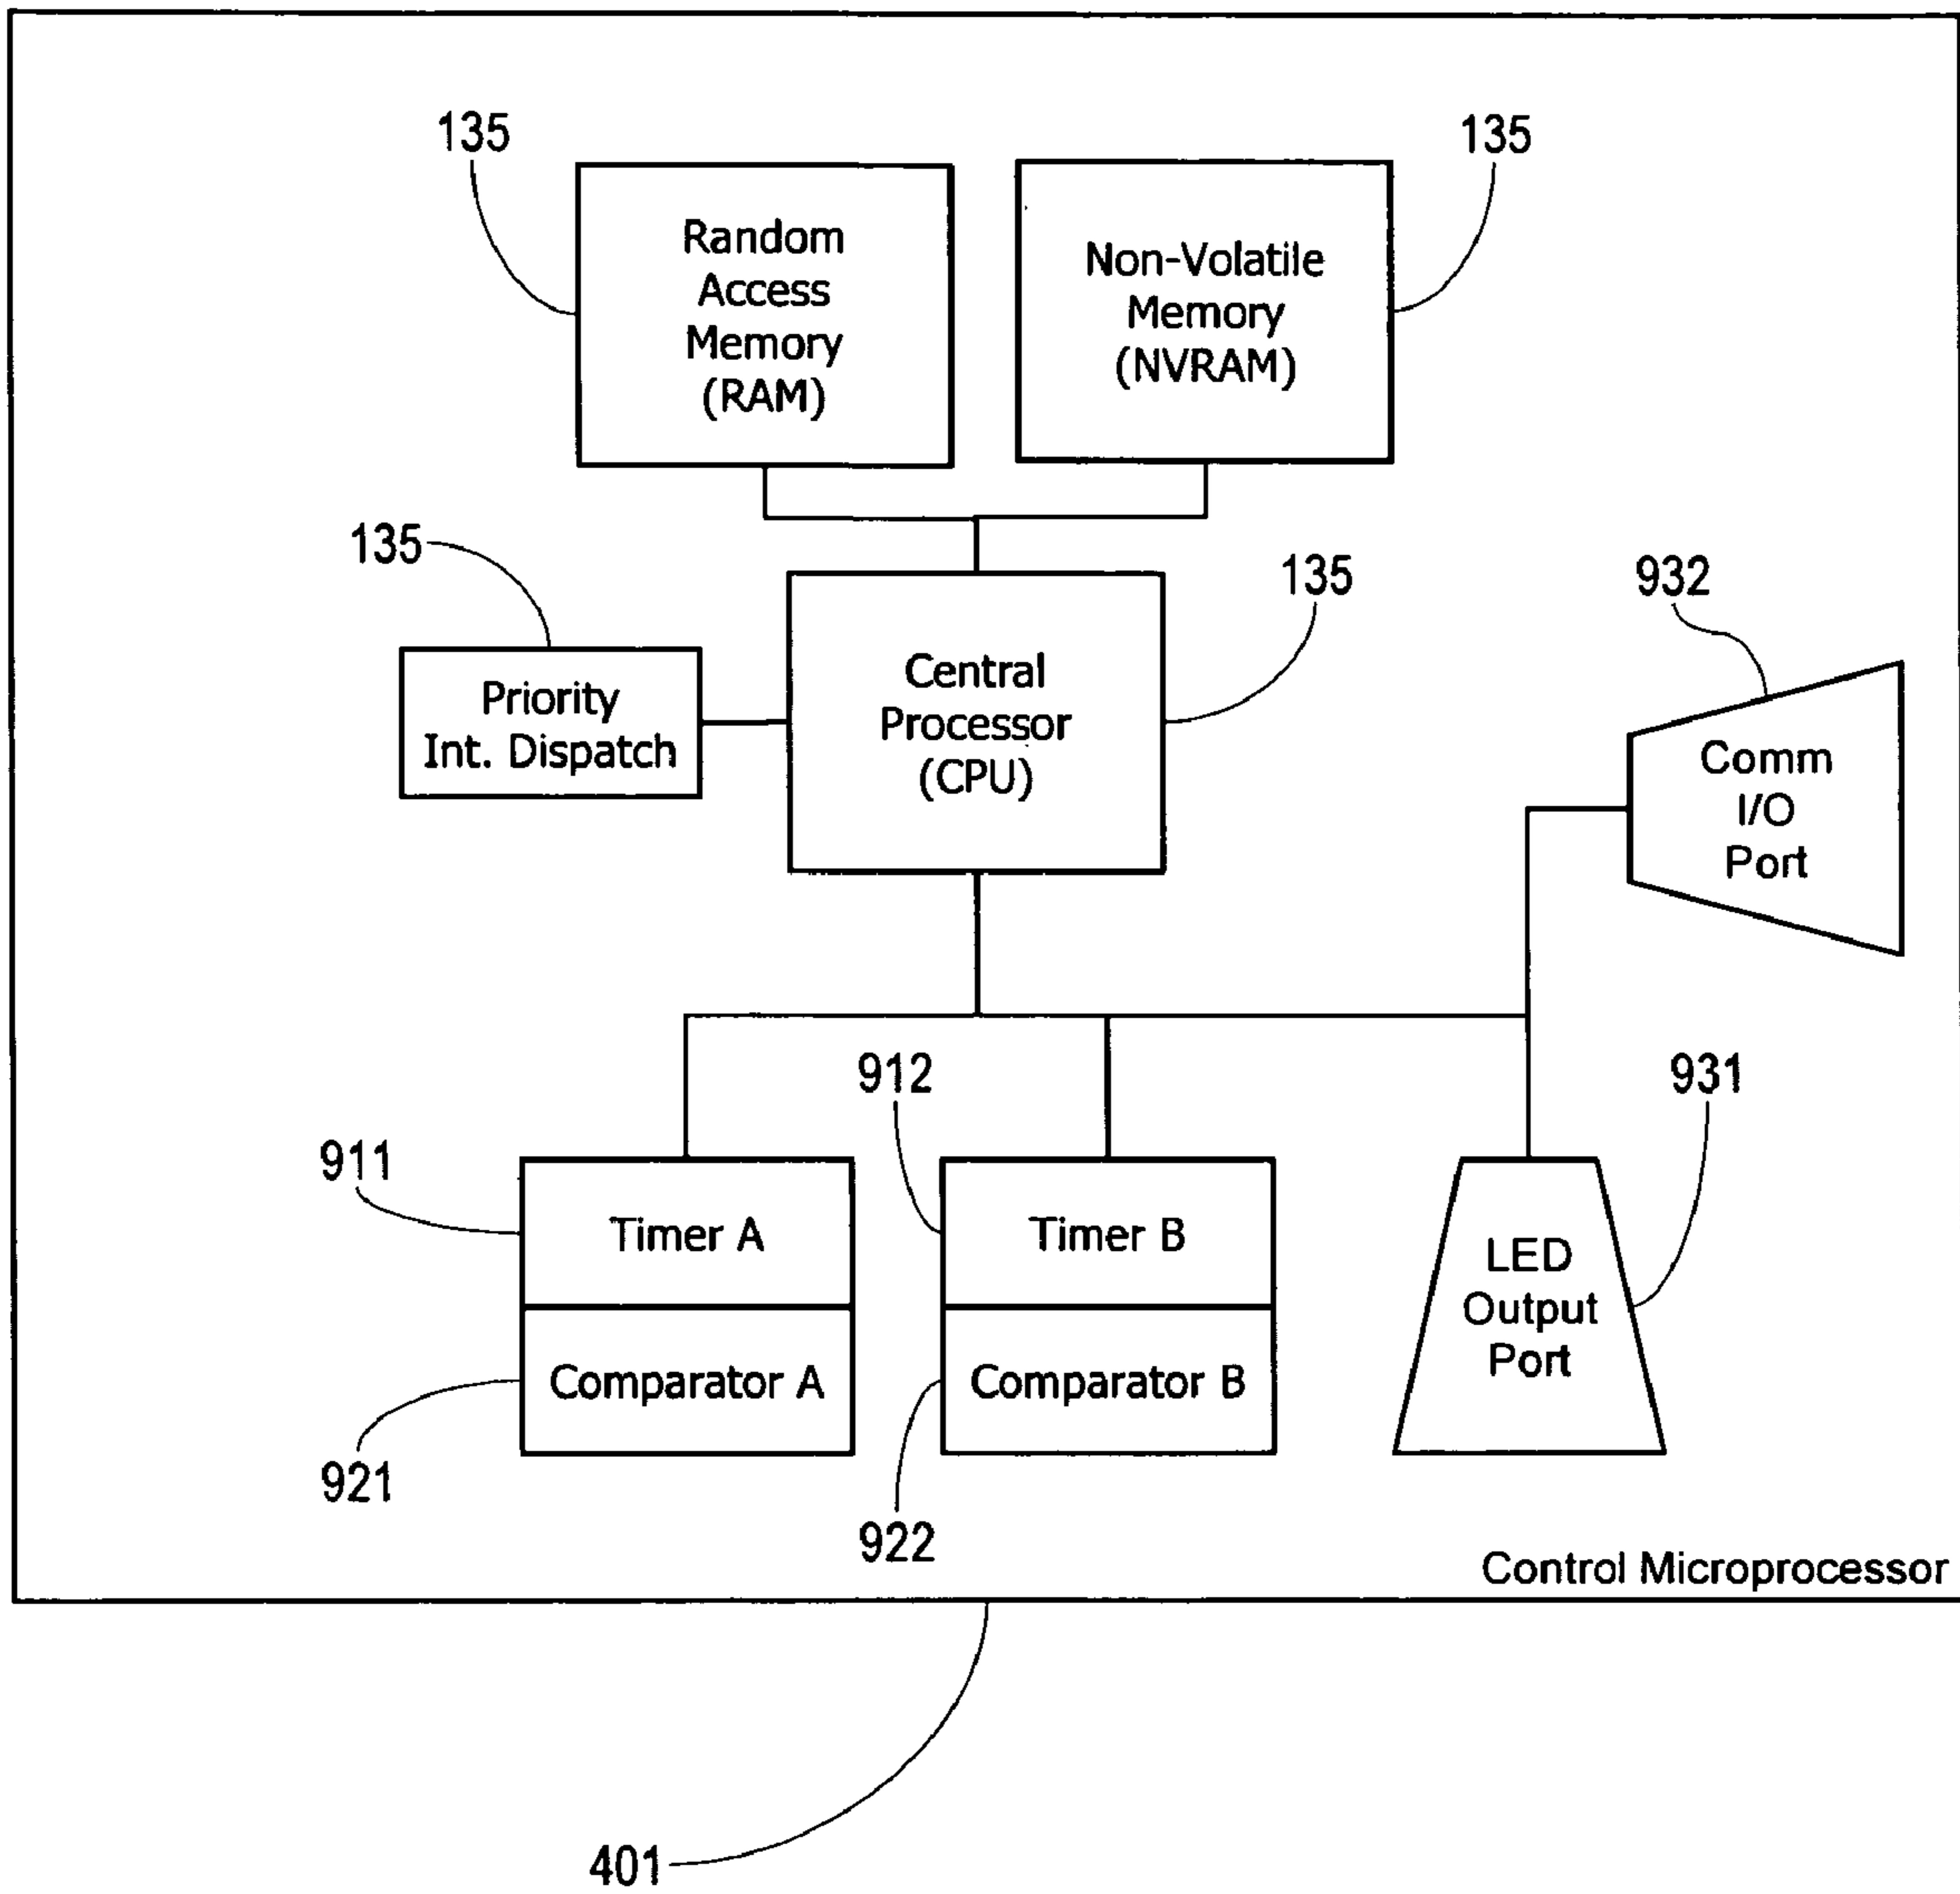 135
135
Random
Access
Memory
(RAM)
Non-Volatile
Memory
(NVRAM)
135
135
932
Priority
Int. Dispatch
Central
Processor
(CPU)
Comm
I/O
Port
912
931
911
Timer A
Timer B
LED
Output
Port
Comparator A
Comparator B
921
922
Control Microprocessor
401